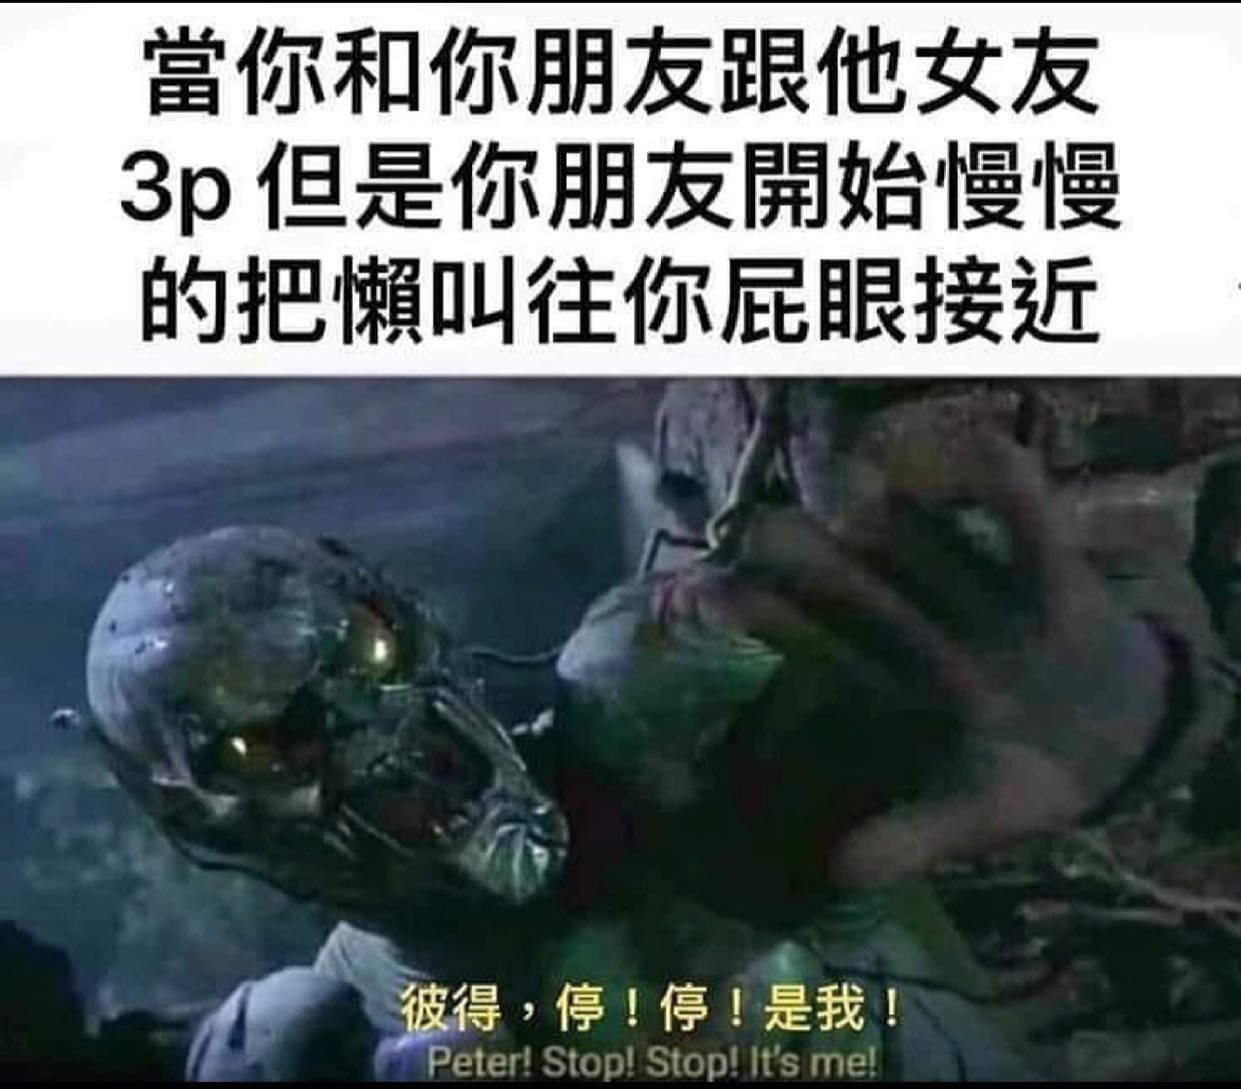 當你和你朋友跟他女友
3p 但是你朋友開始慢慢
的把懶叫往你屁眼接近
彼得，停！停！是我！
Peter! Stop! Stop! It's me!